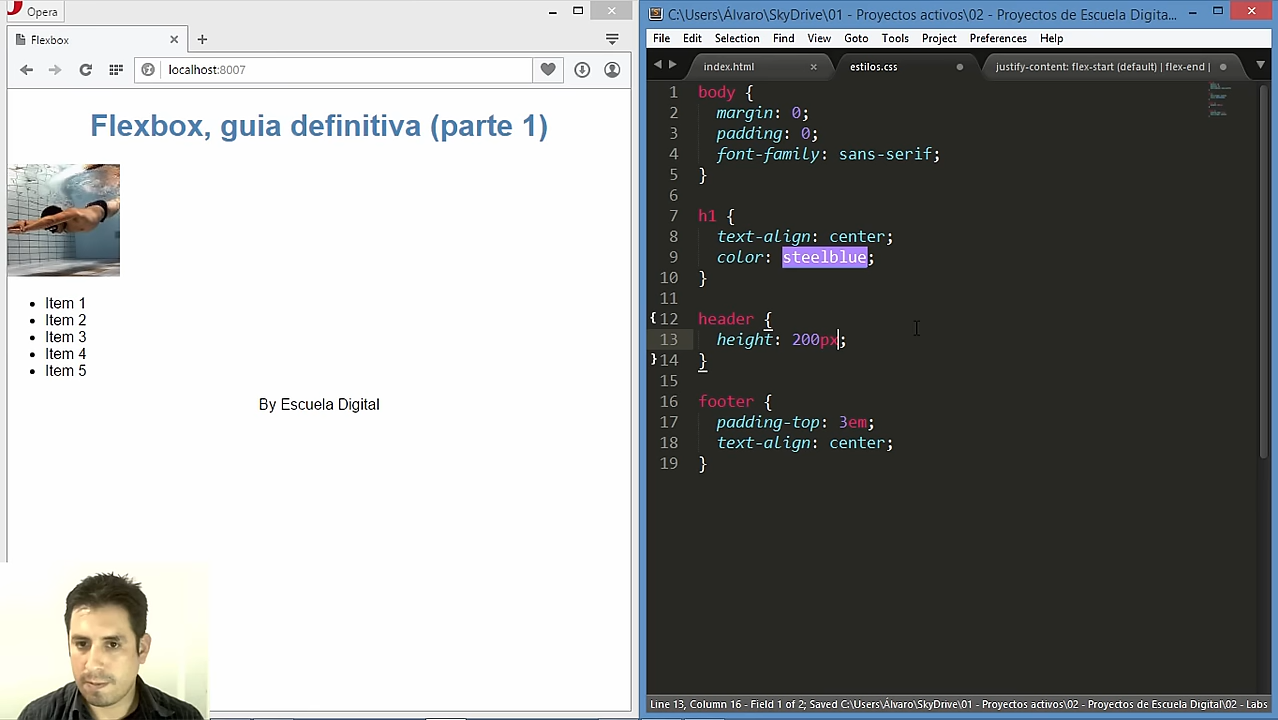 Opera
Flexbox
localhost:8007
Flexbox, guia definitiva (parte 1)
Item 1
Item 2
Item 3
Item 4
Item 5
By Escuela Digital
C:\Users\Álvaro\SkyDrive\01 - Proyectos activos\02 - Proyectos de Escuela Digita...
File Edit Selection Find View Goto Tools Project Preferences Help
index.html estilos.css justify-content: flex-start (default) | flex-end |
1 body {
2 margin: 0;
3 padding: 0;
4 font-family: sans-serif;
5 }
6
7 h1 {
8 text-align: center;
9 color: steelblue;
10 }
11
12 header {
13 height: 200px;
14 }
15
16 footer {
17 padding-top: 3em;
18 text-align: center;
19 }
Line 13, Column 16 - Field 1 of 2; Saved C:\Users\Álvaro\SkyDrive\01 - Proyectos activos\02 - Proyectos de Escuela Digital\02 - Labs